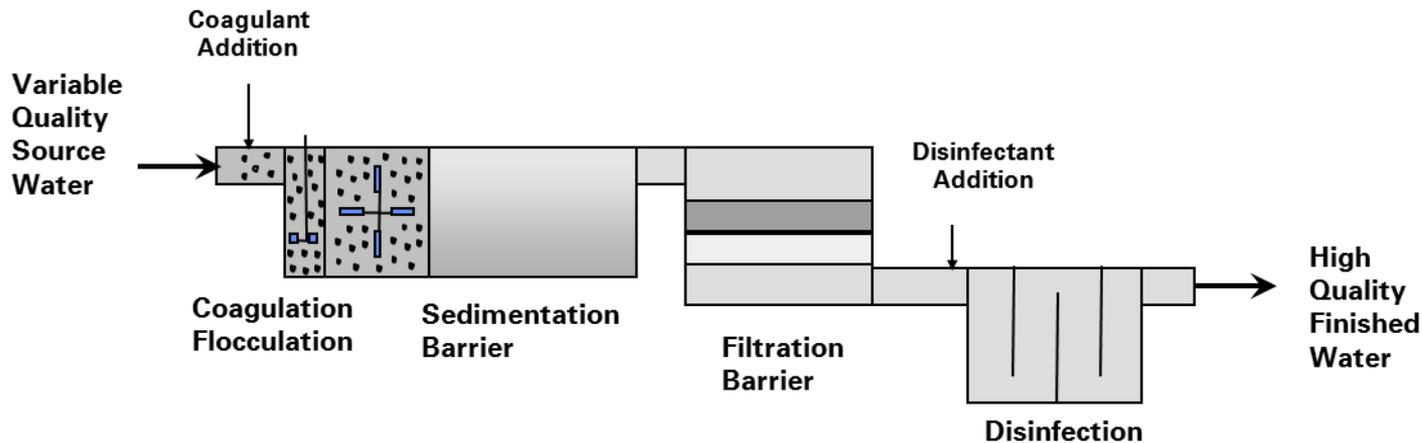 Coagulant
Addition
Variable
Quality
Source
Water
Disinfectant
Addition
High
Quality
Finished
Water
Coagulation
Flocculation
Sedimentation
Barrier
Filtration
Barrier
Disinfection